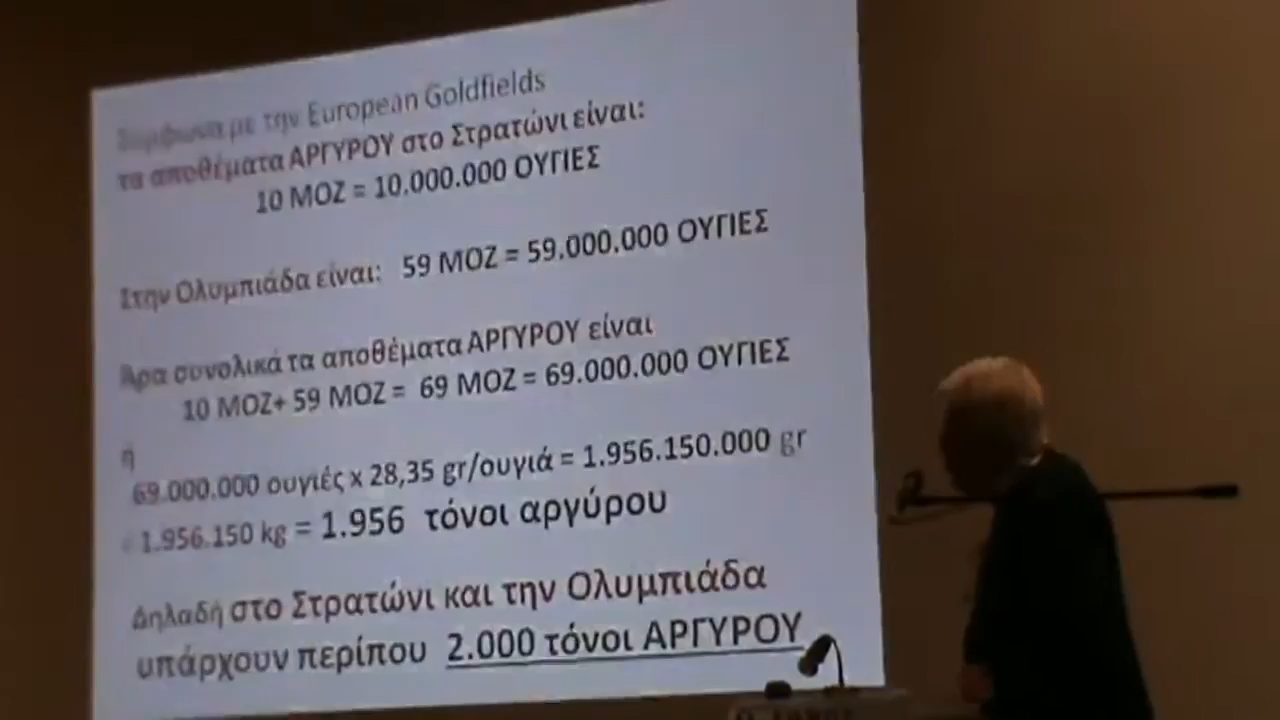 Σύμφωνα με την European Goldfields
τα αποθέματα ΑΡΓΥΡΟΥ στο Στρατώνι είναι:
10 MOZ = 10.000.000 ΟΥΓΙΕΣ
Στην Ολυμπιάδα είναι: 59 MOZ = 59.000.000 ΟΥΓΙΕΣ
Άρα συνολικά τα αποθέματα ΑΡΓΥΡΟΥ είναι
10 MOZ+ 59 MOZ = 69 MOZ = 69.000.000 ΟΥΓΙΕΣ
ή
69.000.000 ουγιές x 28,35 gr/ουγιά = 1.956.150.000 gr
= 1.956.150 kg = 1.956 τόνοι αργύρου
Δηλαδή στο Στρατώνι και την Ολυμπιάδα
υπάρχουν περίπου 2.000 τόνοι ΑΡΓΥΡΟΥ